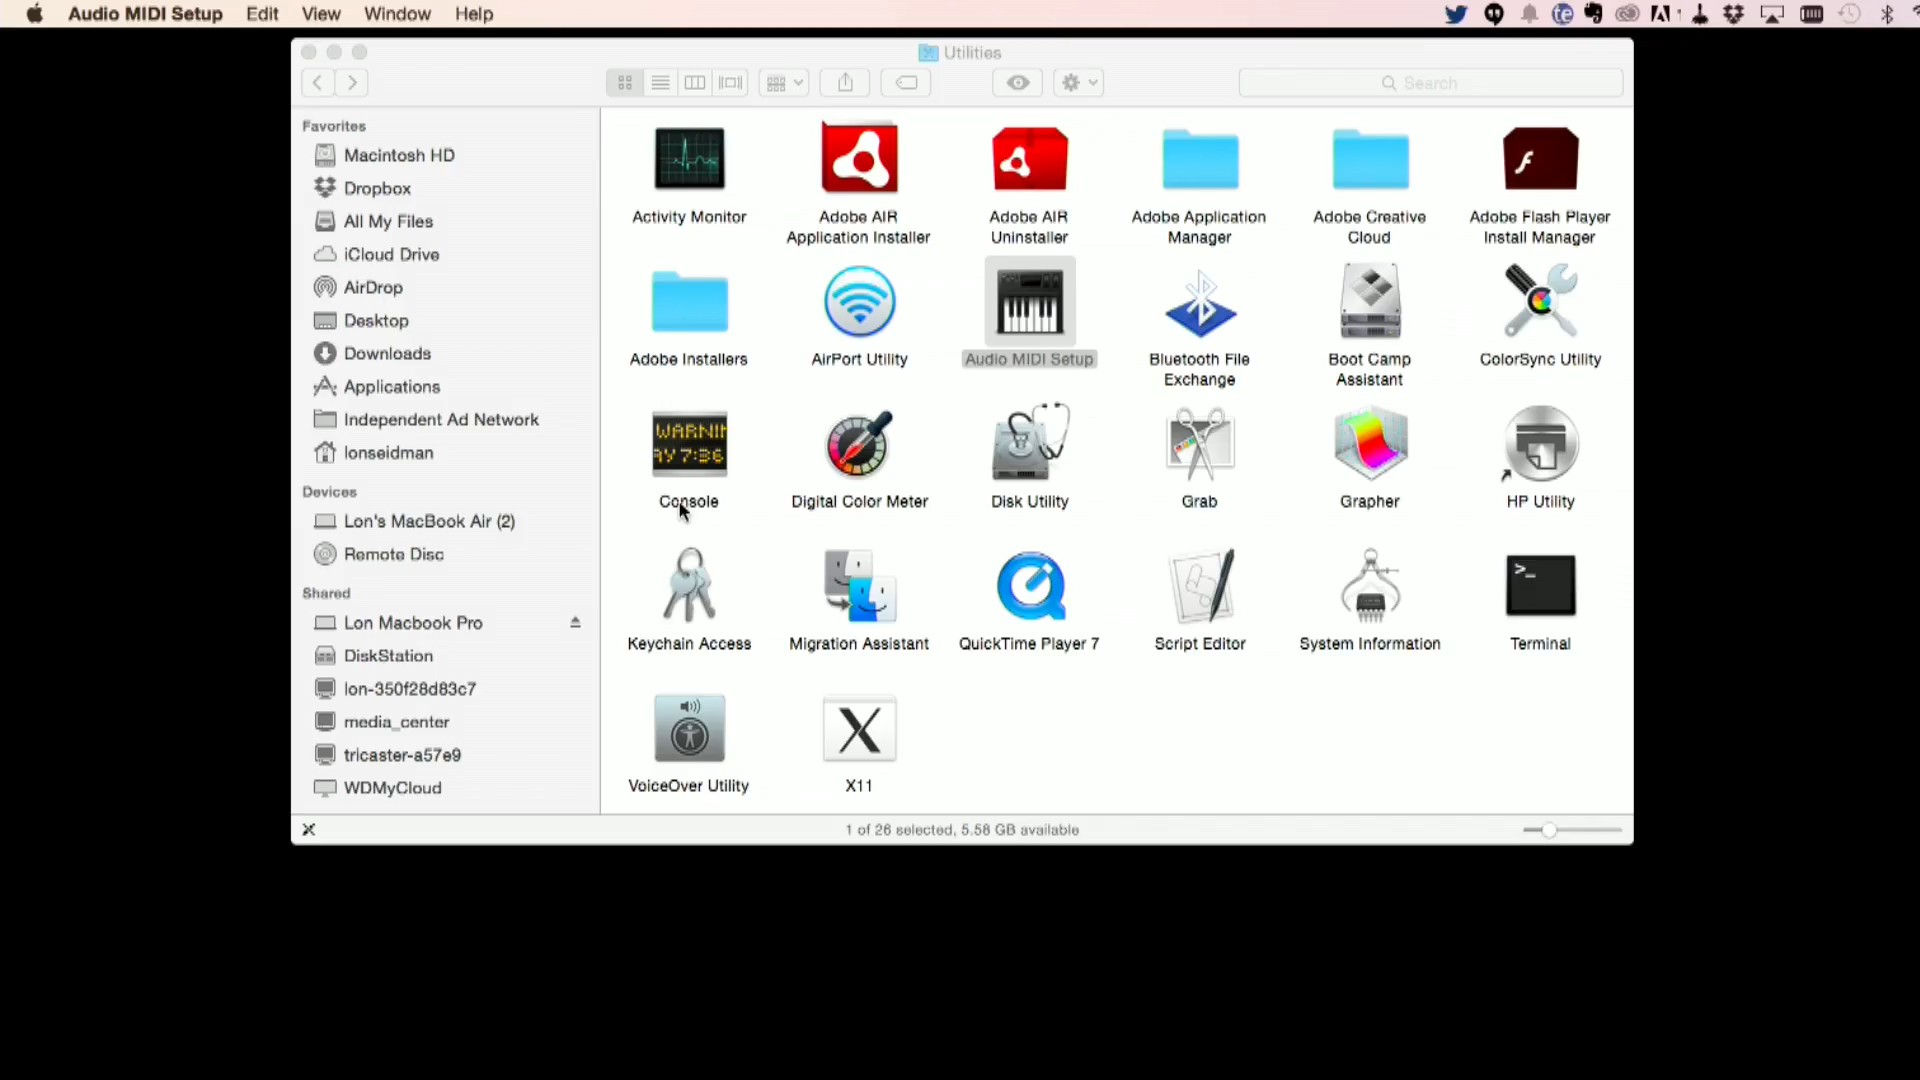 Audio MIDI Setup Edit View Window Help
Utilities
Search
Favorites
Macintosh HD
Dropbox
All My Files
iCloud Drive
AirDrop
Desktop
Downloads
Applications
Independent Ad Network
lonseidman
Devices
Lon's MacBook Air (2)
Remote Disc
Shared
Lon Macbook Pro
DiskStation
lon-350f28d83c7
media_center
tricaster-a57e9
WDMyCloud
Activity Monitor
Adobe AIR
Application Installer
Adobe AIR
Uninstaller
Adobe Application
Manager
Adobe Creative
Cloud
Adobe Flash Player
Install Manager
Adobe Installers
AirPort Utility
Audio MIDI Setup
Bluetooth File
Exchange
Boot Camp
Assistant
ColorSync Utility
WARNIN
AY 7:36
Console
Digital Color Meter
Disk Utility
Grab
Grapher
HP Utility
Keychain Access
Migration Assistant
QuickTime Player 7
Script Editor
System Information
>_
Terminal
VoiceOver Utility
X
X11
1 of 26 selected, 5.58 GB available